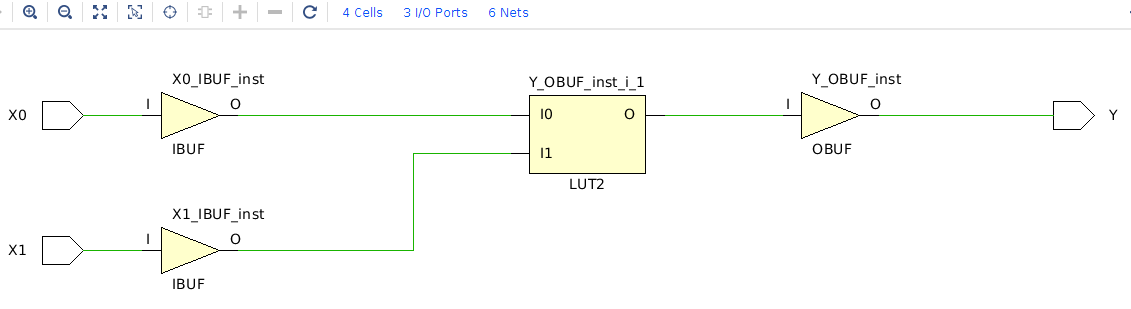 4 Cells 3 I/O Ports 6 Nets
X0_IBUF_inst
X0
I
O
IBUF
Y_OBUF_inst_i_1
I0
O
I1
LUT2
Y_OBUF_inst
I
O
OBUF
Y
X1_IBUF_inst
X1
I
O
IBUF